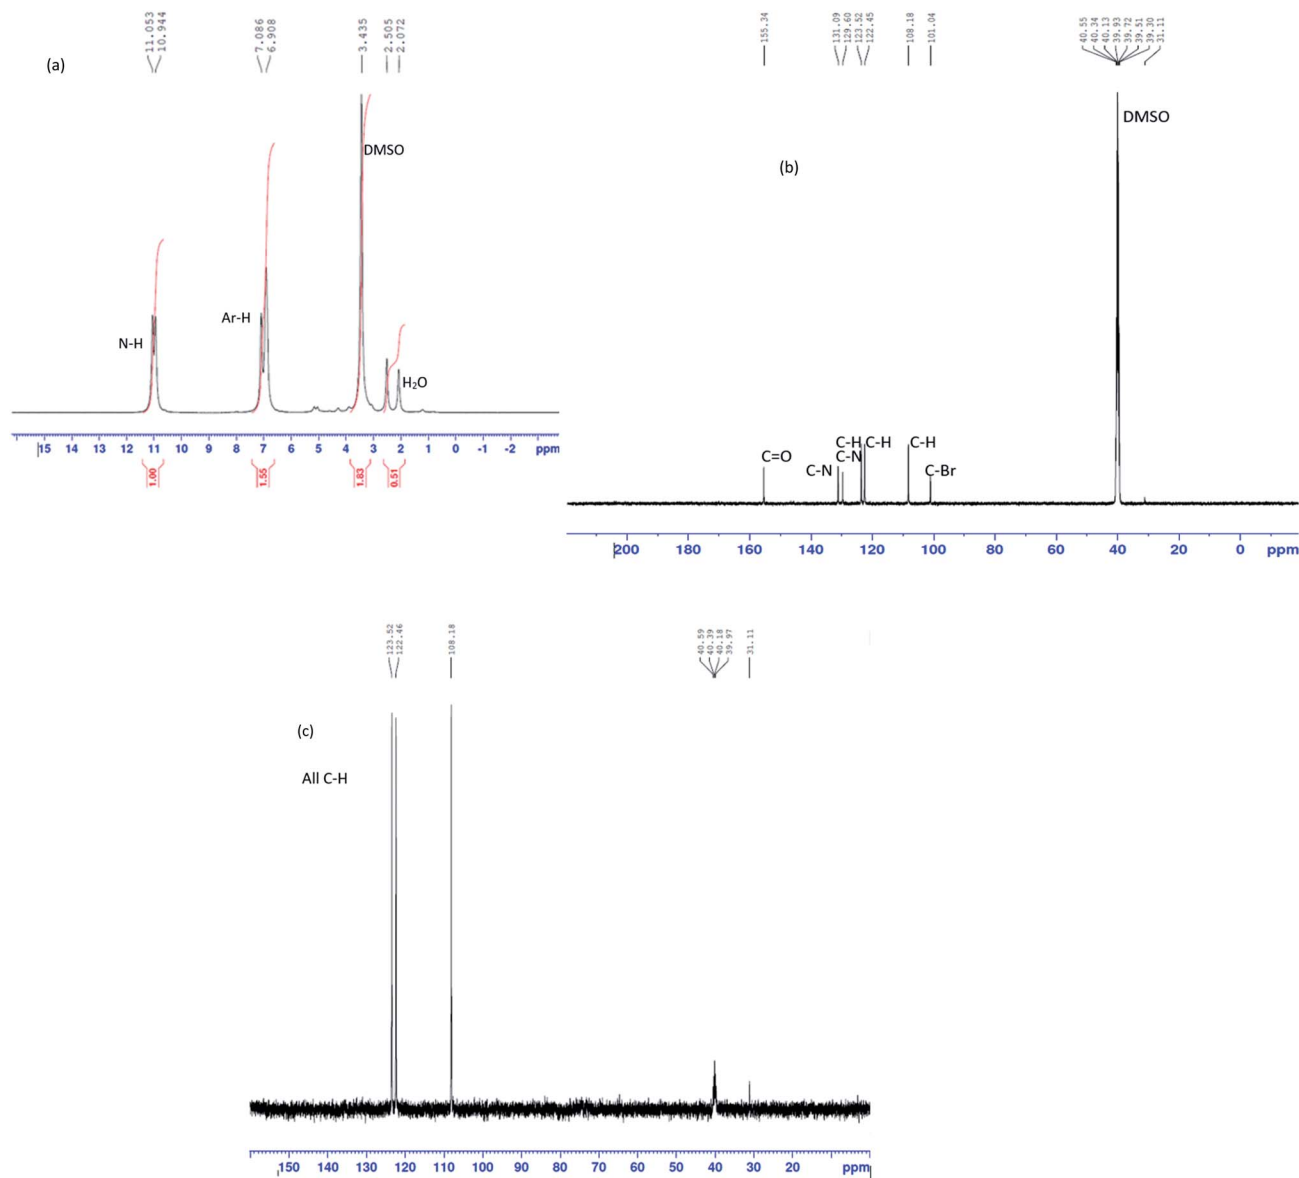 11.053
10.944
7.086
6.908
3.435
2.505
2.072
(a)
DMSO
Ar-H
N-H
H₂O
15 14 13 12 11 10 9 8 7 6 5 4 3 2 1 0 -1 -2 ppm
1.00
1.55
1.83
0.51
155.34
131.09
129.60
123.52
122.45
108.18
101.04
40.55
40.34
40.13
39.93
39.72
39.51
39.30
31.11
DMSO
(b)
C-H C-H C-H
C=O C-N C-N C-Br
200 180 160 140 120 100 80 60 40 20 0 ppm
123.52
122.46
108.18
40.59
40.39
40.18
39.97
31.11
(c)
All C-H
150 140 130 120 110 100 90 80 70 60 50 40 30 20 ppm